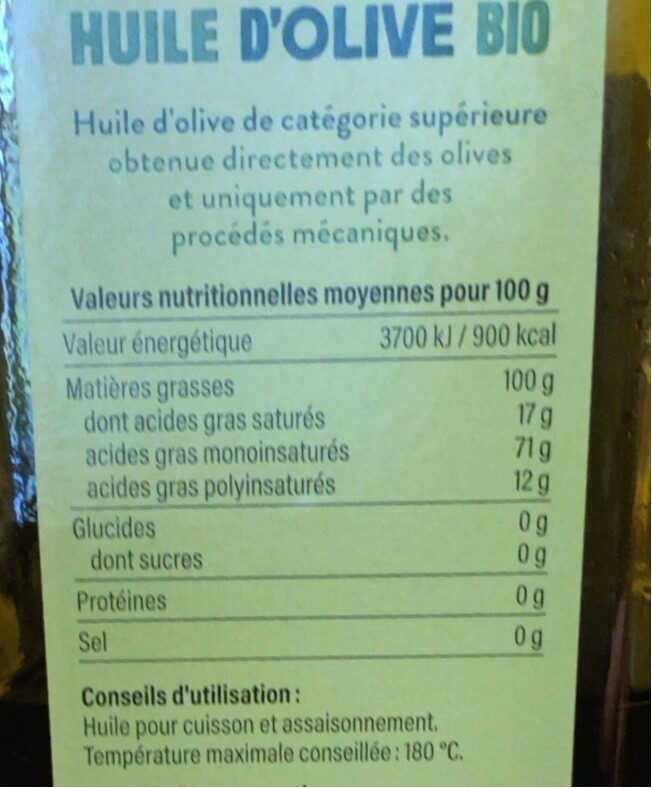 HUILE D'OLIVE BIO
Huile d'olive de catégorie supérieure
obtenue directement des olives
et uniquement par des
procédés mécaniques.
Valeurs nutritionnelles moyennes pour 100 g
Valeur énergétique 3700 kJ / 900 kcal
Matières grasses 100 g
dont acides gras saturés 17 g
acides gras monoinsaturés 71 g
acides gras polyinsaturés 12 g
Glucides 0 g
dont sucres 0 g
Protéines 0 g
Sel 0 g
Conseils d'utilisation :
Huile pour cuisson et assaisonnement.
Température maximale conseillée : 180 °C.